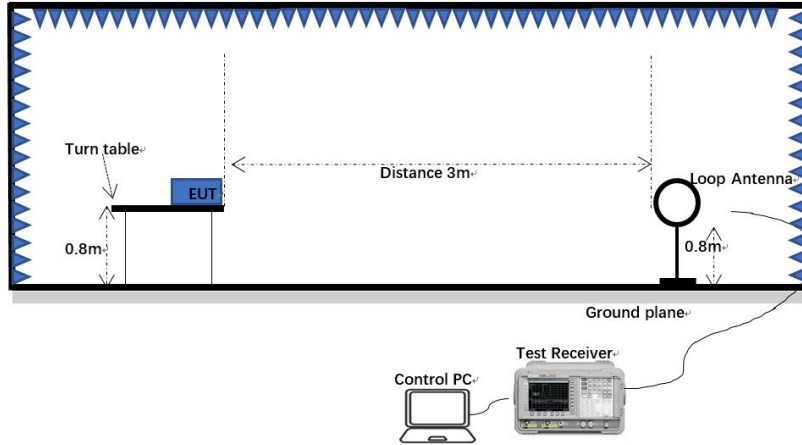 Turn table
EUT
Distance 3m
Loop Antenna
0.8m
0.8m
Ground plane
Test Receiver
Control PC